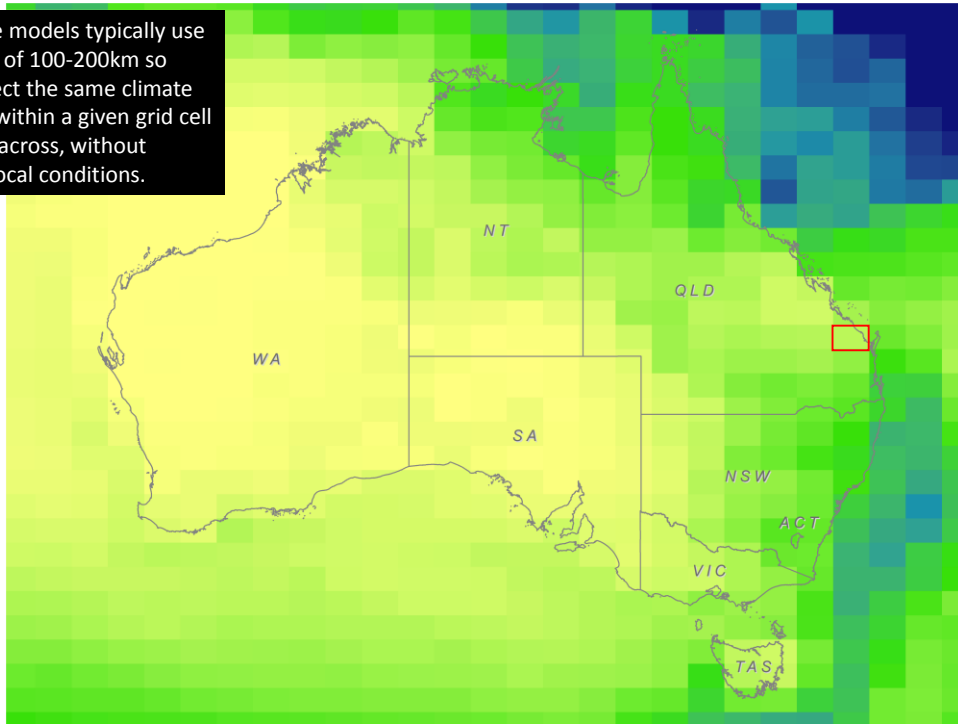 e models typically use
of 100-200km so
ect the same climate
within a given grid cell
across, without
ocal conditions.
NT
QLD
WA
SA
NSW
ACT
VIC
TAS